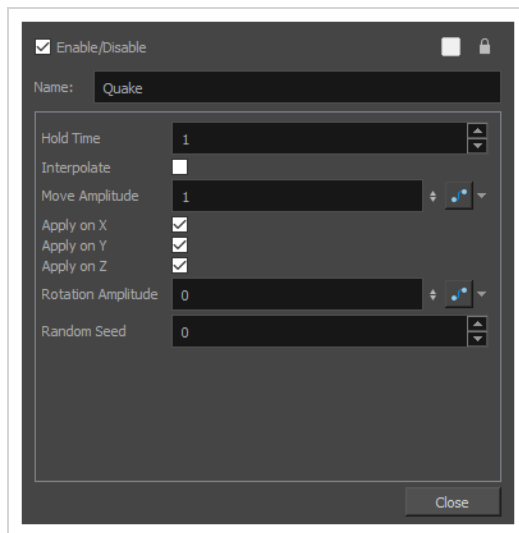 Enable/Disable
Name: Quake
Hold Time 1
Interpolate
Move Amplitude 1
Apply on X
Apply on Y
Apply on Z
Rotation Amplitude 0
Random Seed 0
Close